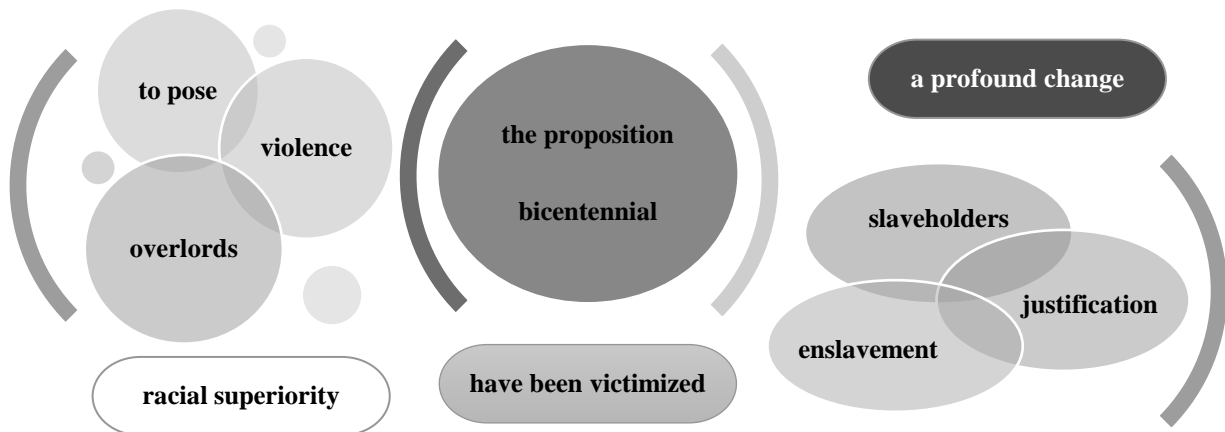 to pose
violence
overlords
racial superiority
the proposition
bicentennial
have been victimized
a profound change
slaveholders
justification
enslavement